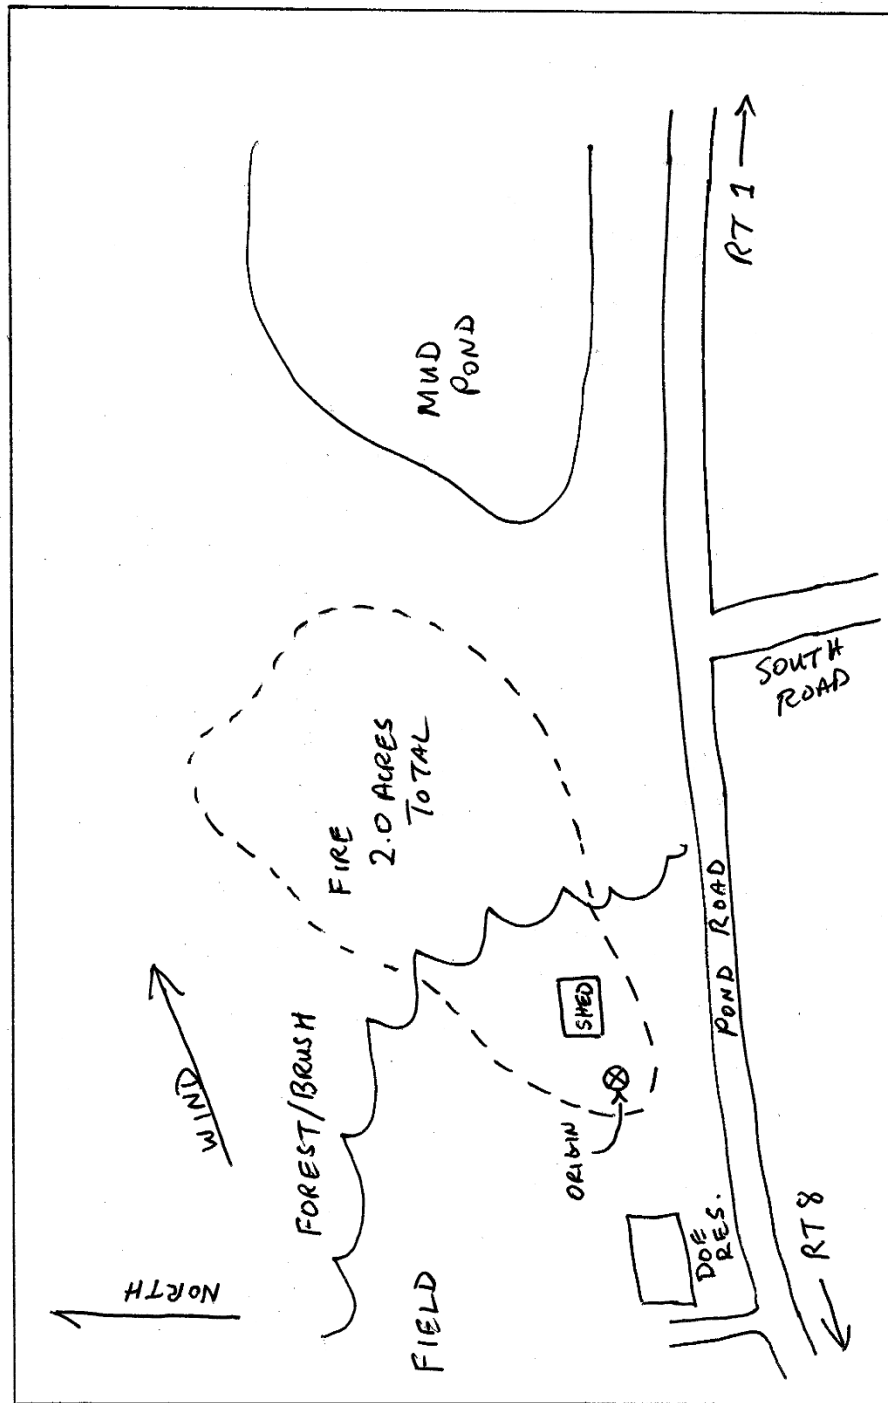 NORTH
WIND
FOREST/BRUSH
FIELD
FIRE
2.0 ACRES
TOTAL
MUD
POND
ORIGIN
SHED
DOE
RES.
POND ROAD
SOUTH
ROAD
RT 8
RT 1